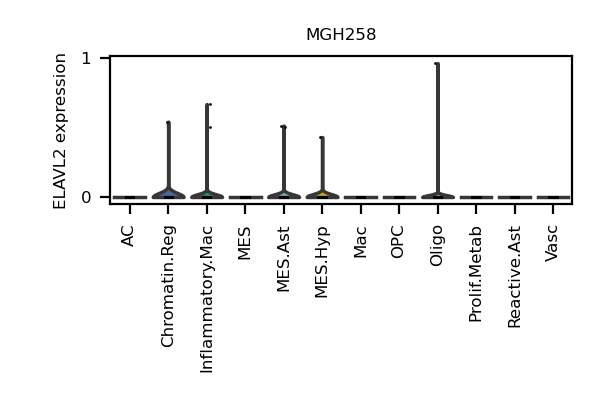 MGH258
ELAVL2 expression
1
0
AC
Chromatin.Reg
Inflammatory.Mac
MES
MES.Ast
MES.Hyp
Mac
OPC
Oligo
Prolif.Metab
Reactive.Ast
Vasc